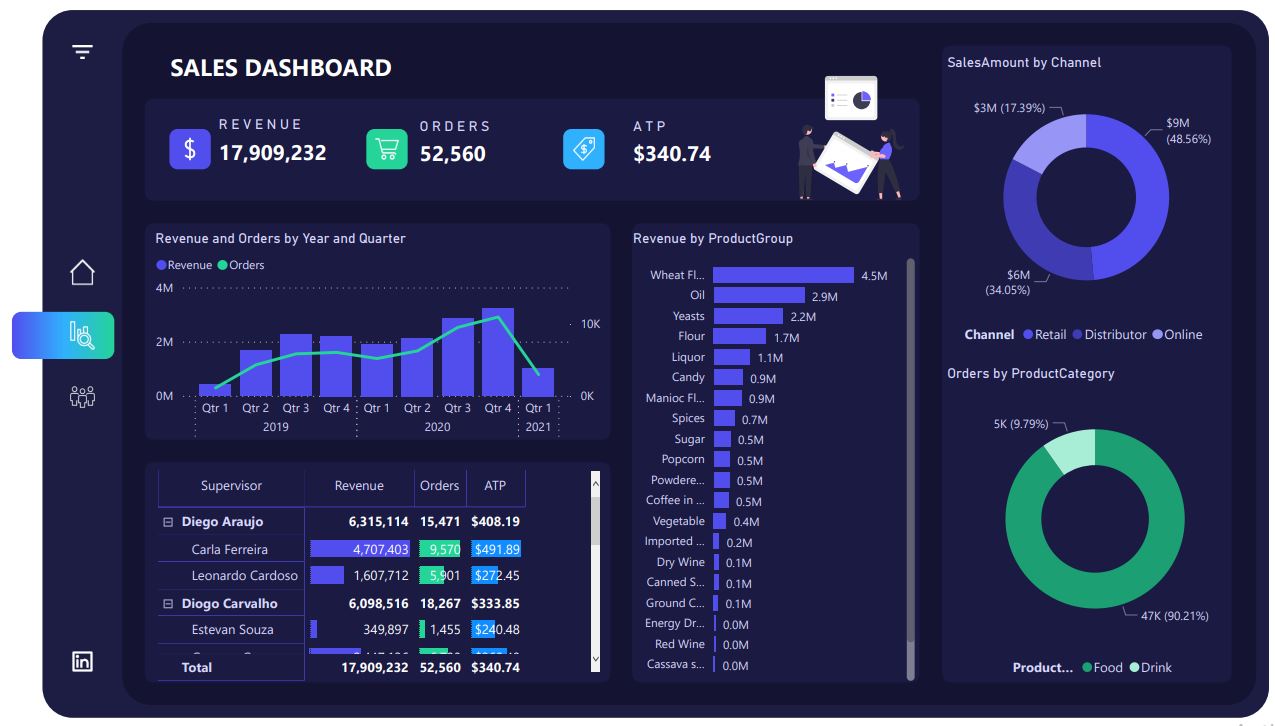 SALES DASHBOARD
REVENUE
17,909,232
ORDERS
52,560
ATP
$340.74
Revenue and Orders by Year and Quarter
Revenue Orders
4M
2M
0M
10K
0K
Qtr 1 Qtr 2 Qtr 3 Qtr 4 Qtr 1 Qtr 2 Qtr 3 Qtr 4 Qtr 1
2019 2020 2021
Supervisor Revenue Orders ATP
Diego Araujo 6,315,114 15,471 $408.19
Carla Ferreira 4,707,403 9,570 $491.89
Leonardo Cardoso 1,607,712 5,901 $272.45
Diogo Carvalho 6,098,516 18,267 $333.85
Estevan Souza 349,897 1,455 $240.48
Total 17,909,232 52,560 $340.74
Revenue by ProductGroup
Wheat Fl... 4.5M
Oil 2.9M
Yeasts 2.2M
Flour 1.7M
Liquor 1.1M
Candy 0.9M
Manioc Fl... 0.9M
Spices 0.7M
Sugar 0.5M
Popcorn 0.5M
Powdere... 0.5M
Coffee in ... 0.5M
Vegetable 0.4M
Imported ... 0.2M
Dry Wine 0.1M
Canned S... 0.1M
Ground C... 0.1M
Energy Dr... 0.0M
Red Wine 0.0M
Cassava s... 0.0M
SalesAmount by Channel
$3M (17.39%)
$9M
(48.56%)
$6M
(34.05%)
Channel Retail Distributor Online
Orders by ProductCategory
5K (9.79%)
47K (90.21%)
Product... Food Drink
in